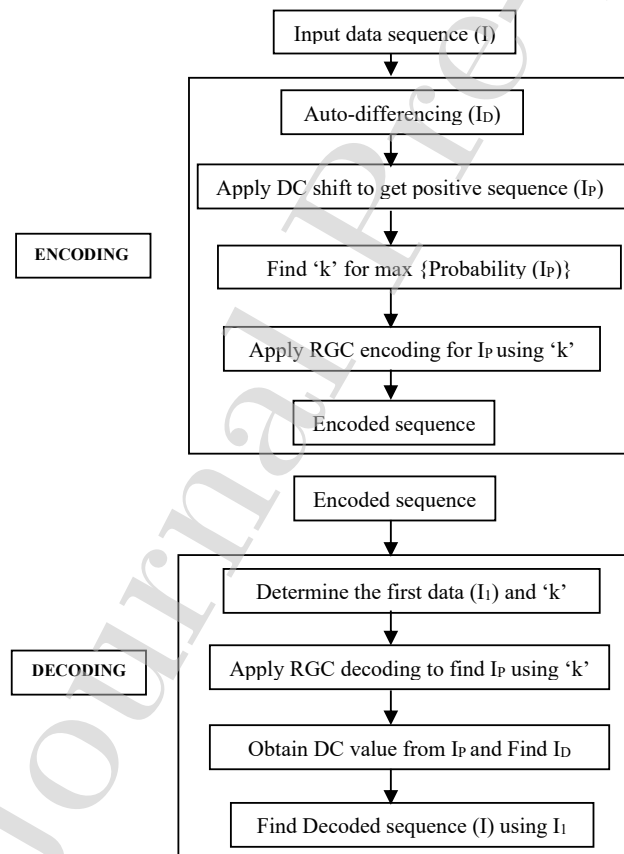 Input data sequence (I)
Auto-differencing (ID)
Apply DC shift to get positive sequence (IP)
ENCODING
Find ‘k’ for max {Probability (IP)}
Apply RGC encoding for IP using ‘k’
Encoded sequence
Encoded sequence
Determine the first data (I1) and ‘k’
DECODING
Apply RGC decoding to find IP using ‘k’
Obtain DC value from IP and Find ID
Find Decoded sequence (I) using I1
Journal Pre-